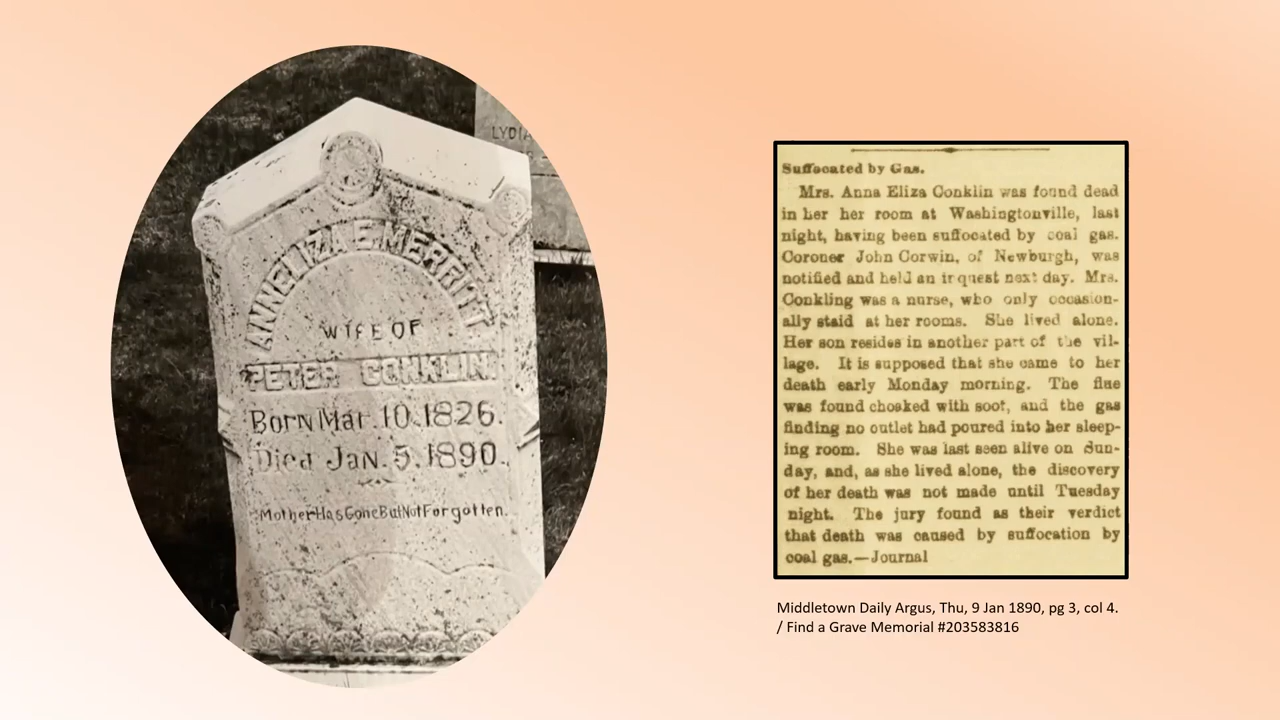 LYDIA
ANNELIZA E. MERRITT
WIFE OF
PETER CONKLIN.
Born Mar. 10. 1826.
Died Jan. 5. 1890.
Mother Has Gone But Not Forgotten.
Suffocated by Gas.
Mrs. Anna Eliza Conklin was found dead
in her her room at Washingtonville, last
night, having been suffocated by coal gas.
Coroner John Corwin, of Newburgh, was
notified and held an inquest next day. Mrs.
Conkling was a nurse, who only occasion-
ally staid at her rooms. She lived alone.
Her son resides in another part of the vil-
lage. It is supposed that she came to her
death early Monday morning. The flue
was found choaked with soot, and the gas
finding no outlet had poured into her sleep-
ing room. She was last seen alive on Sun-
day, and, as she lived alone, the discovery
of her death was not made until Tuesday
night. The jury found as their verdict
that death was caused by suffocation by
coal gas.—Journal
Middletown Daily Argus, Thu, 9 Jan 1890, pg 3, col 4.
/ Find a Grave Memorial #203583816